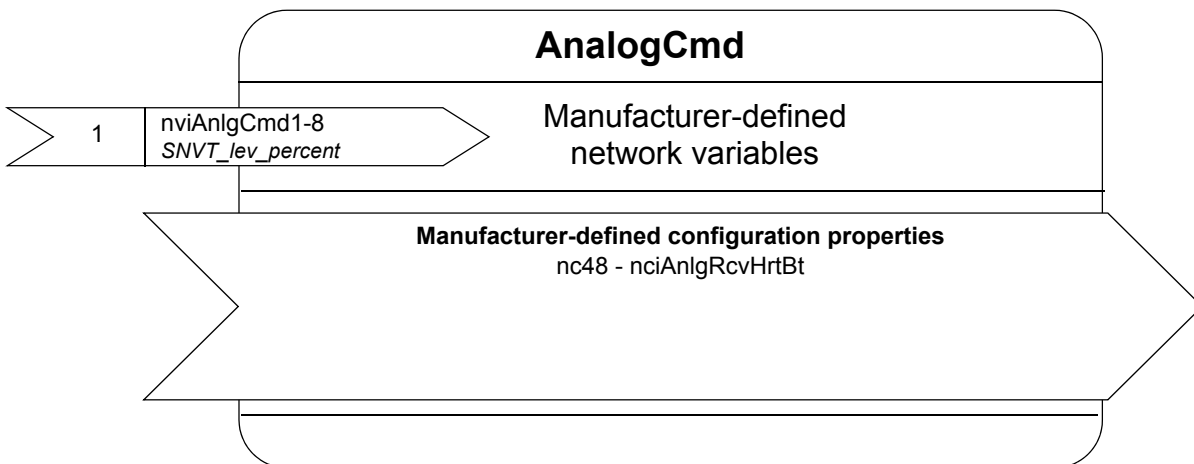 AnalogCmd
1
nviAnlgCmd1-8
SNVT_lev_percent
Manufacturer-defined
network variables
Manufacturer-defined configuration properties
nc48 - nciAnlgRcvHrtBt